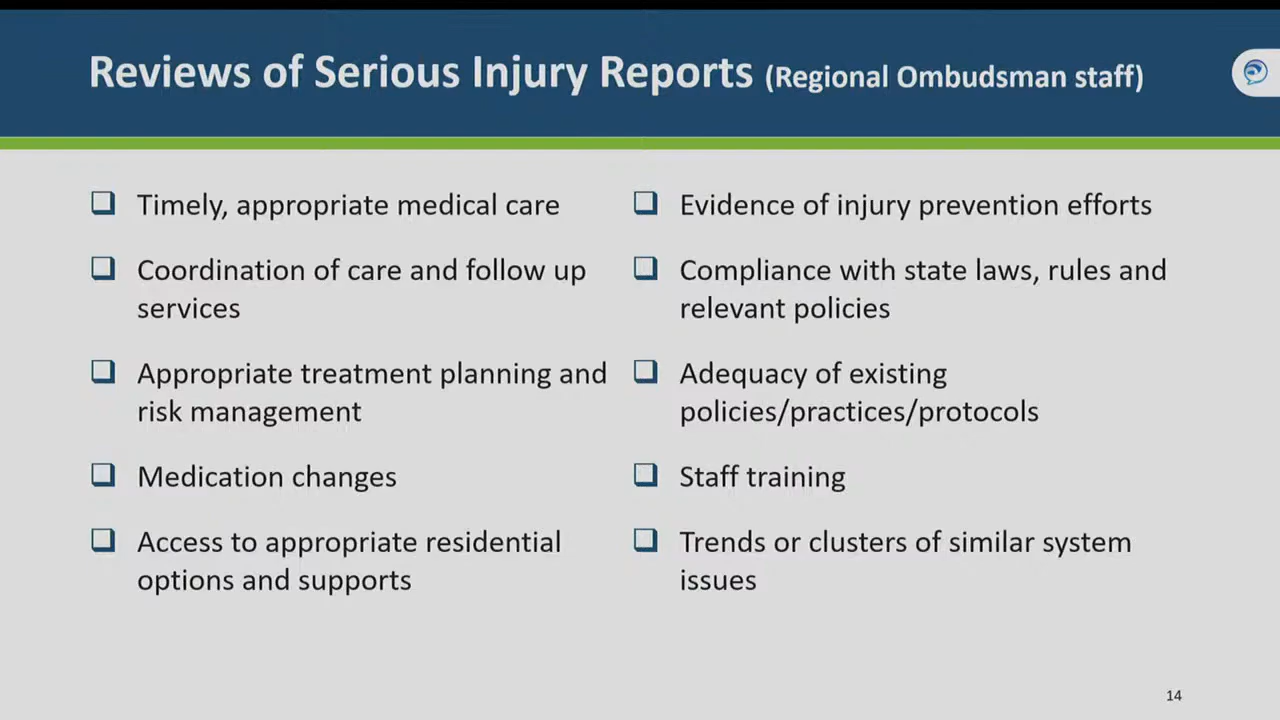 Reviews of Serious Injury Reports (Regional Ombudsman staff)
Timely, appropriate medical care
Coordination of care and follow up
services
Appropriate treatment planning and
risk management
Medication changes
Access to appropriate residential
options and supports
Evidence of injury prevention efforts
Compliance with state laws, rules and
relevant policies
Adequacy of existing
policies/practices/protocols
Staff training
Trends or clusters of similar system
issues
14